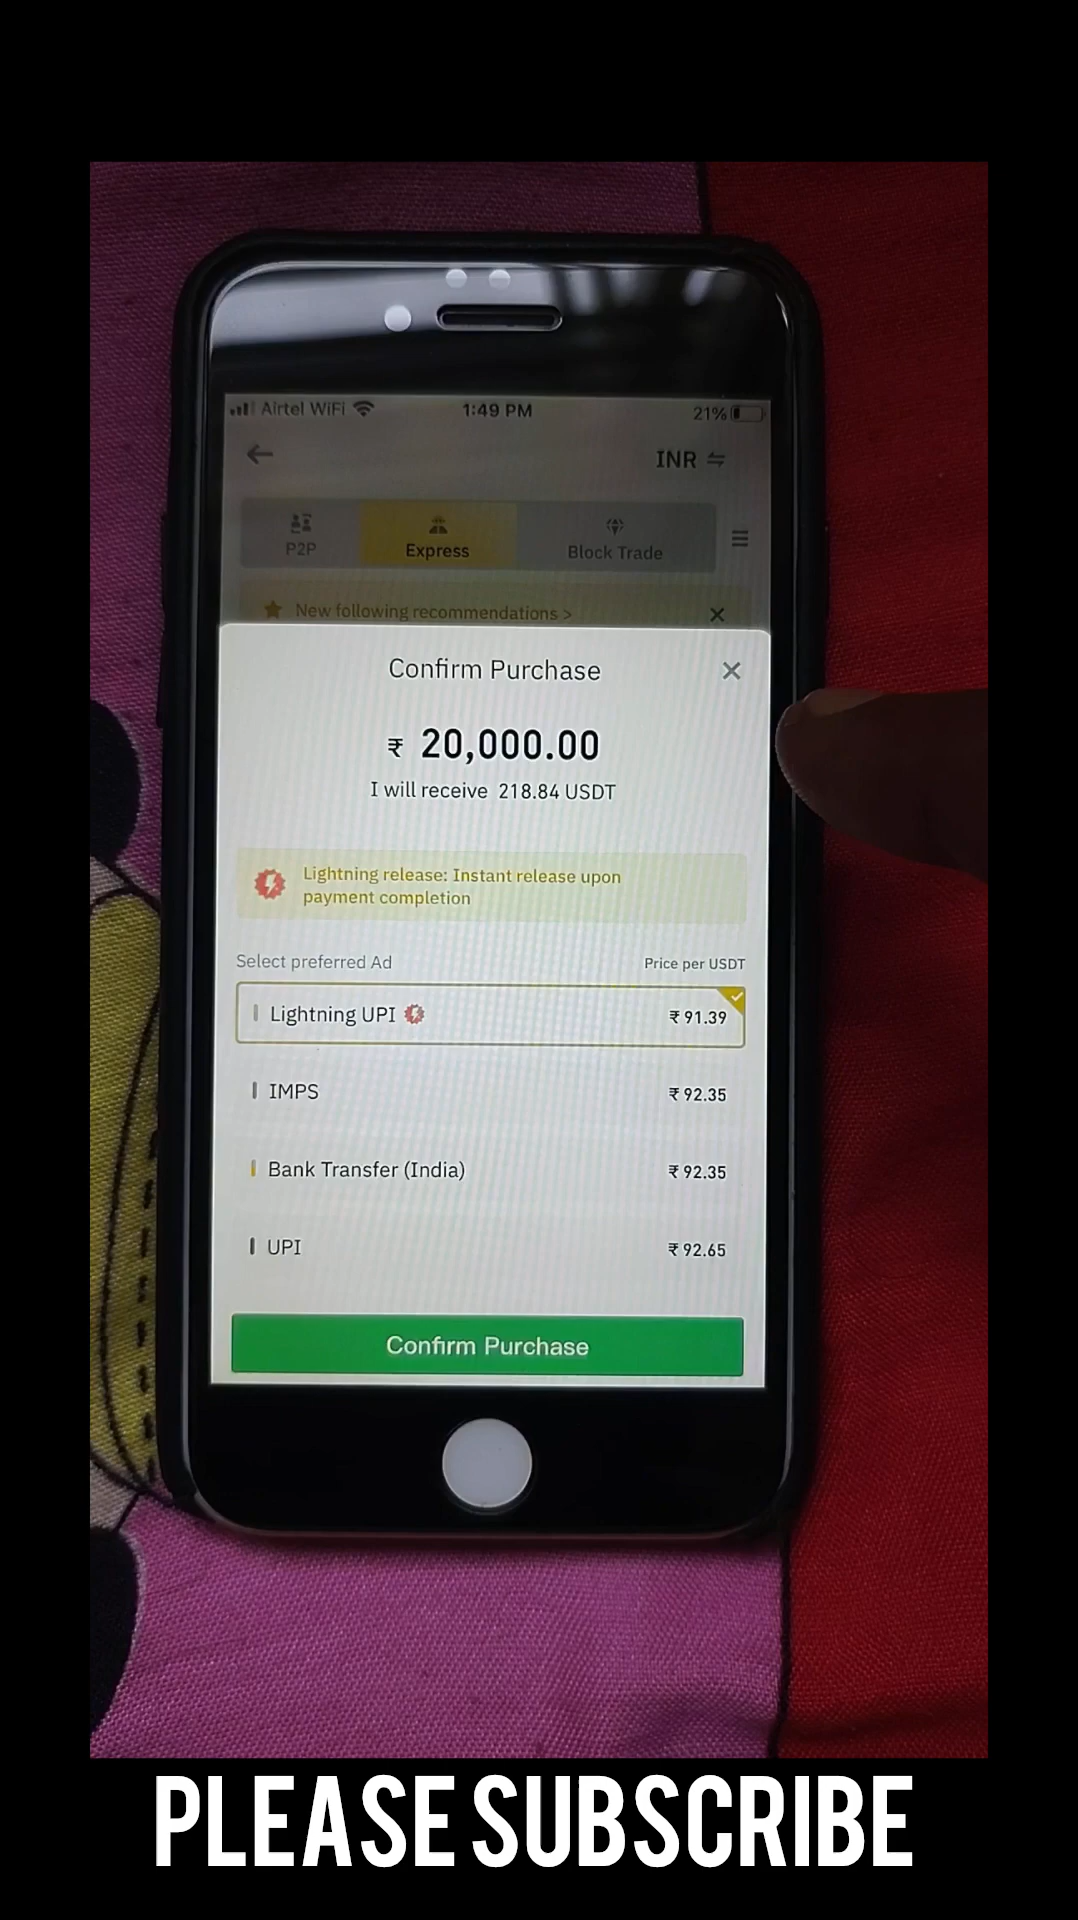 Airtel WiFi 1:49 PM 21%
INR
P2P Express Block Trade
New following recommendations >
Confirm Purchase
₹ 20,000.00
I will receive 218.84 USDT
Lightning release: Instant release upon
payment completion
Select preferred Ad Price per USDT
Lightning UPI ₹ 91.39
IMPS ₹ 92.35
Bank Transfer (India) ₹ 92.35
UPI ₹ 92.65
Confirm Purchase
PLEASE SUBSCRIBE